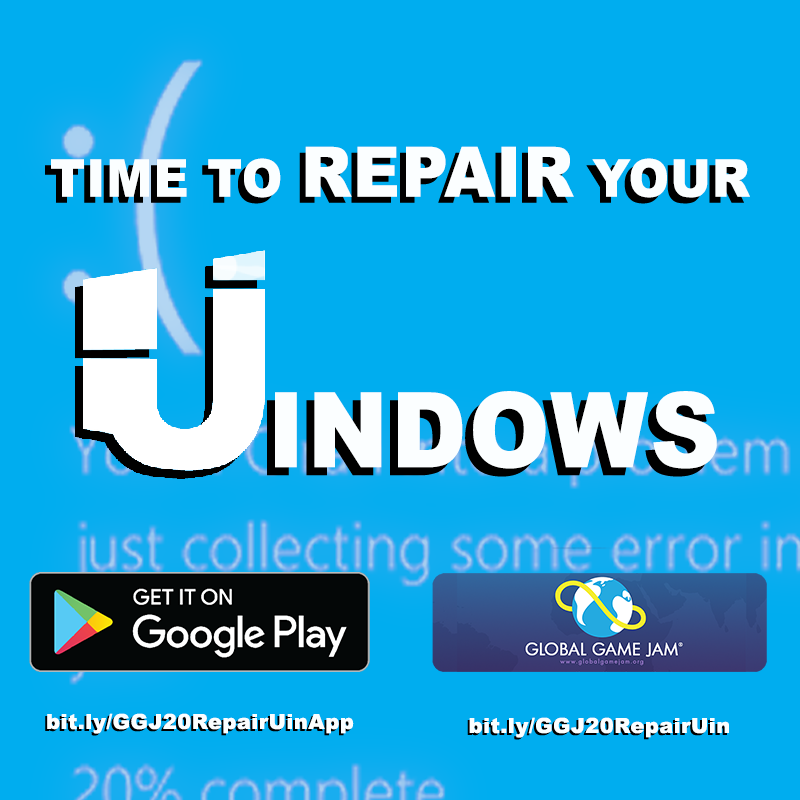 :(
TIME TO REPAIR YOUR
UINDOWS
just collecting some error in
GET IT ON
Google Play
GLOBAL GAME JAM®
www.globalgamejam.org
bit.ly/GGJ20RepairUinApp
bit.ly/GGJ20RepairUin
20% complete